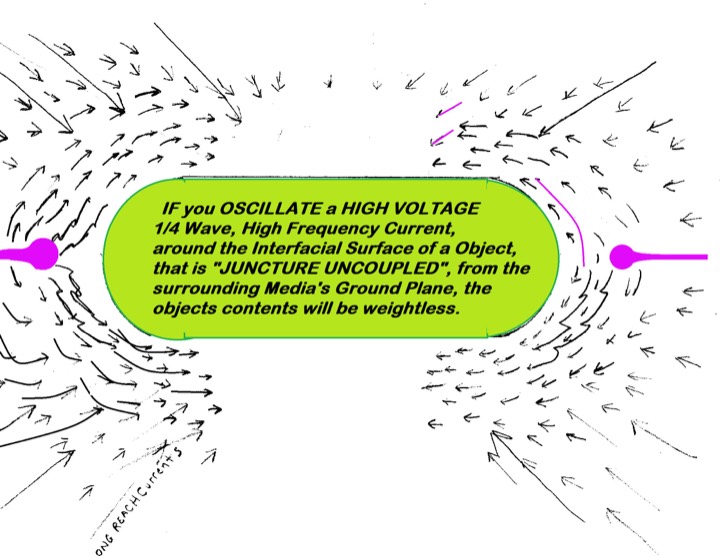 IF you OSCILLATE a HIGH VOLTAGE
1/4 Wave, High Frequency Current,
around the Interfacial Surface of a Object,
that is "JUNCTURE UNCOUPLED", from the
surrounding Media's Ground Plane, the
objects contents will be weightless.
ONG REACH Currents